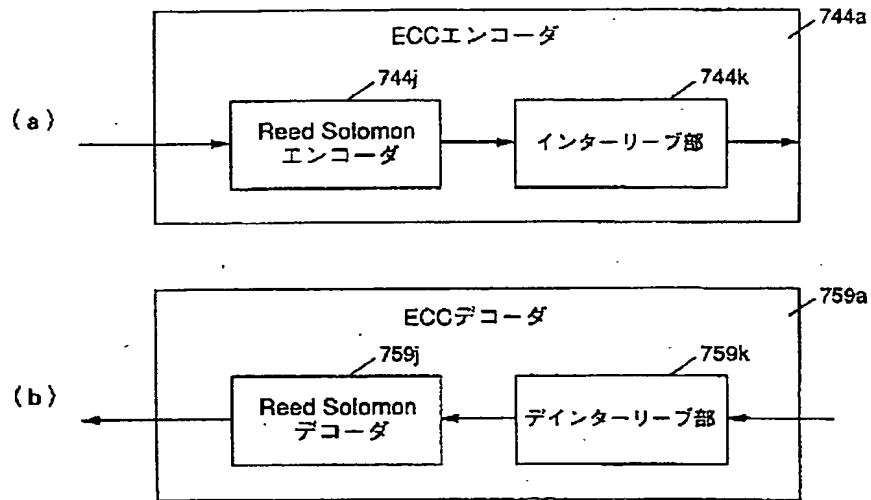 ECCエンコーダ
744a
744j
744k
(a)
Reed Solomon
エンコーダ
インターリーブ部
ECCデコーダ
759a
759j
759k
(b)
Reed Solomon
デコーダ
デインターリーブ部